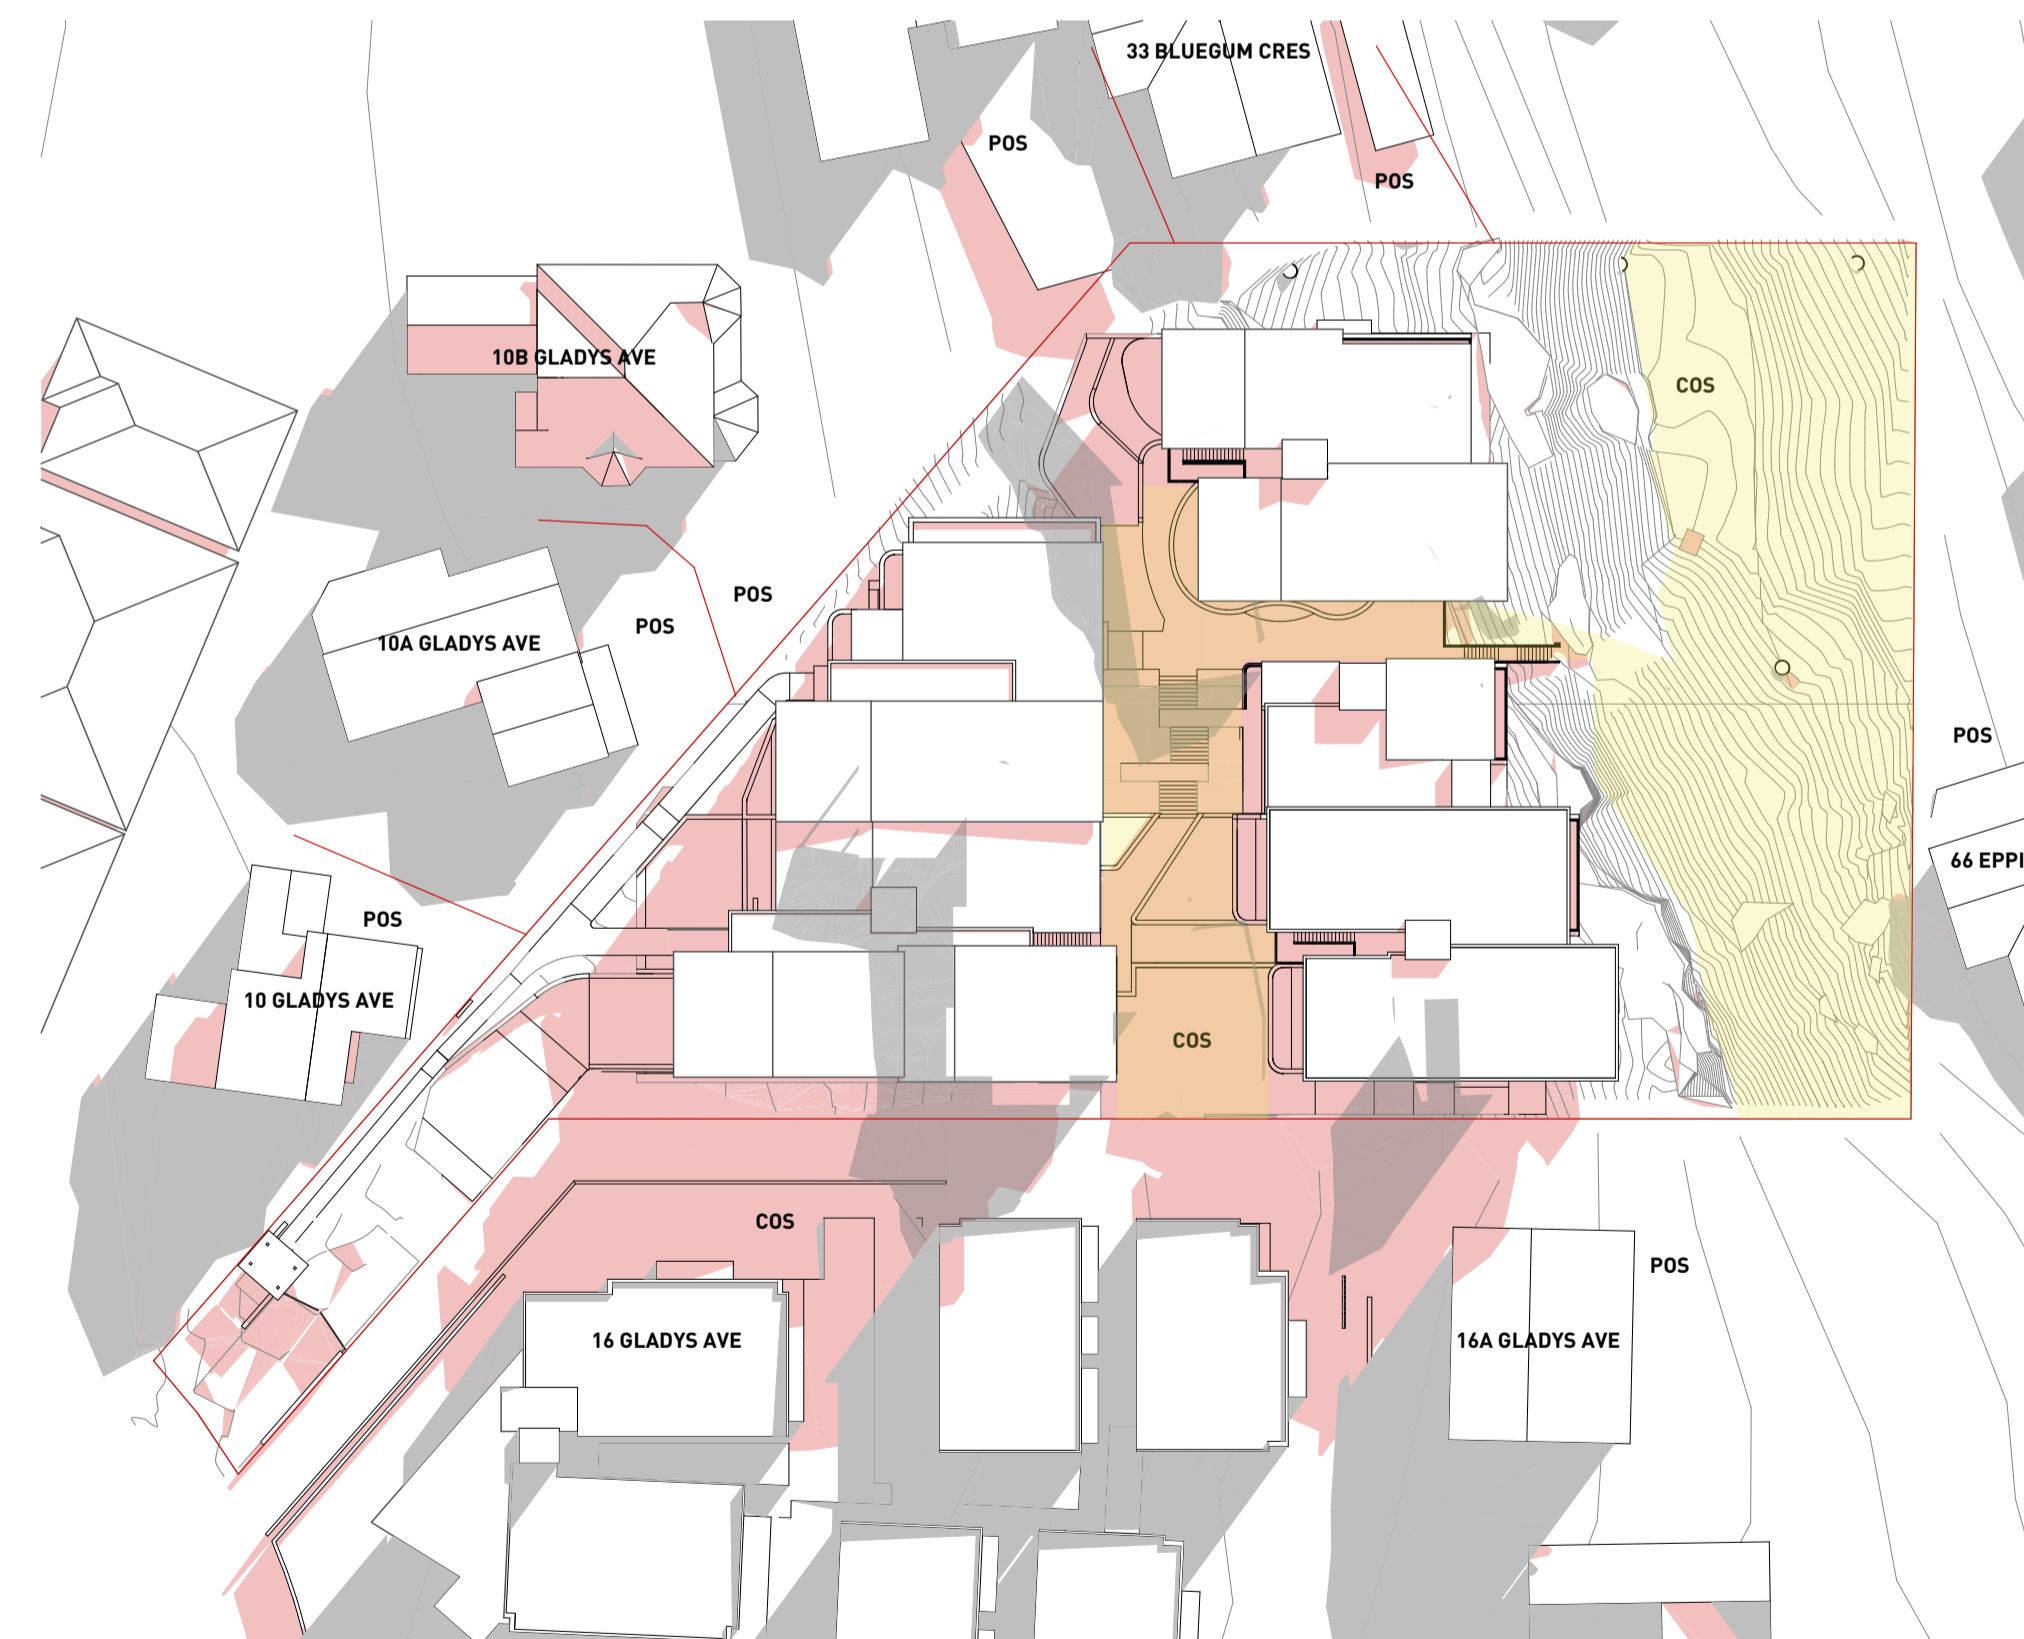 33 BLUEGUM CRES
POS
POS
10B GLADYS AVE
COS
POS
POS
10A GLADYS AVE
POS
66 EPPI
POS
10 GLADYS AVE
COS
COS
POS
16 GLADYS AVE
16A GLADYS AVE